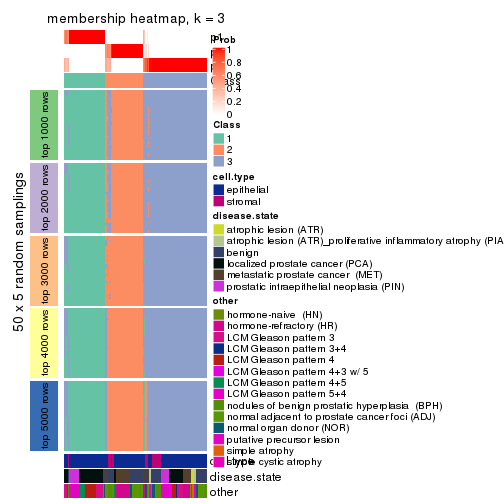 membership heatmap, k = 3
p1
Prob
1
0.8
0.6
0.4
0.2
0
Class
Class
1
2
3
50 x 5 random samplings
top 1000 rows
top 2000 rows
top 3000 rows
top 4000 rows
top 5000 rows
cell.type
epithelial
stromal
disease.state
atrophic lesion (ATR)
atrophic lesion (ATR)_proliferative inflammatory atrophy (PIA
benign
localized prostate cancer (PCA)
metastatic prostate cancer (MET)
prostatic intraepithelial neoplasia (PIN)
other
hormone-naive (HN)
hormone-refractory (HR)
LCM Gleason pattern 3
LCM Gleason pattern 3+4
LCM Gleason pattern 4
LCM Gleason pattern 4+3 w/ 5
LCM Gleason pattern 4+5
LCM Gleason pattern 5+4
nodules of benign prostatic hyperplasia (BPH)
normal adjacent to prostate cancer foci (ADJ)
normal organ donor (NOR)
putative precursor lesion
simple atrophy
simple cystic atrophy
disease.state
other